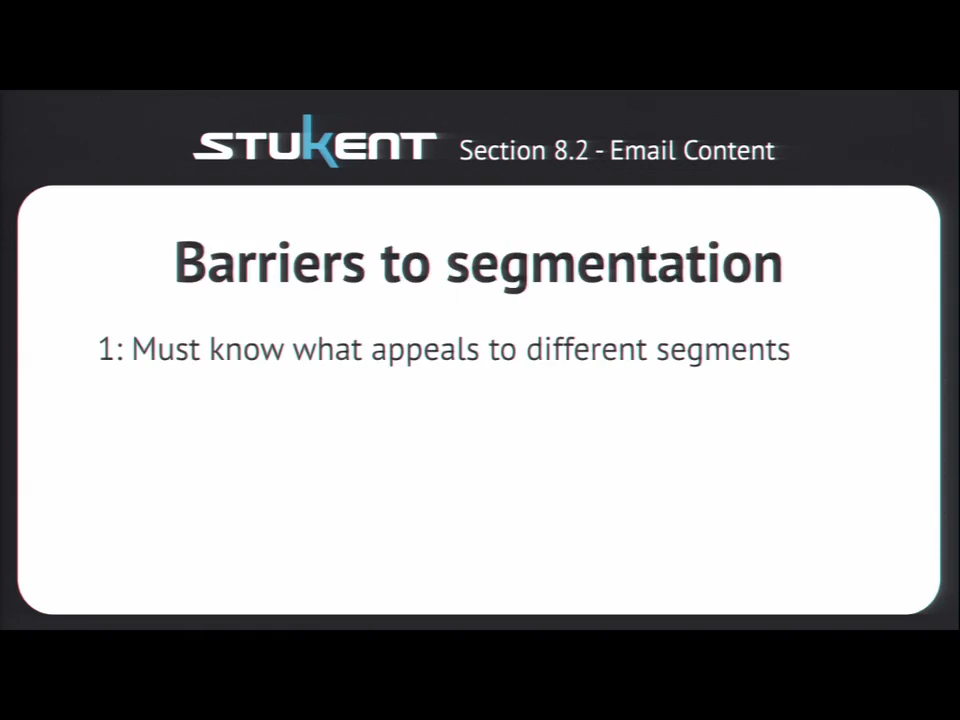 STUKENT Section 8.2 - Email Content
Barriers to segmentation
1: Must know what appeals to different segments